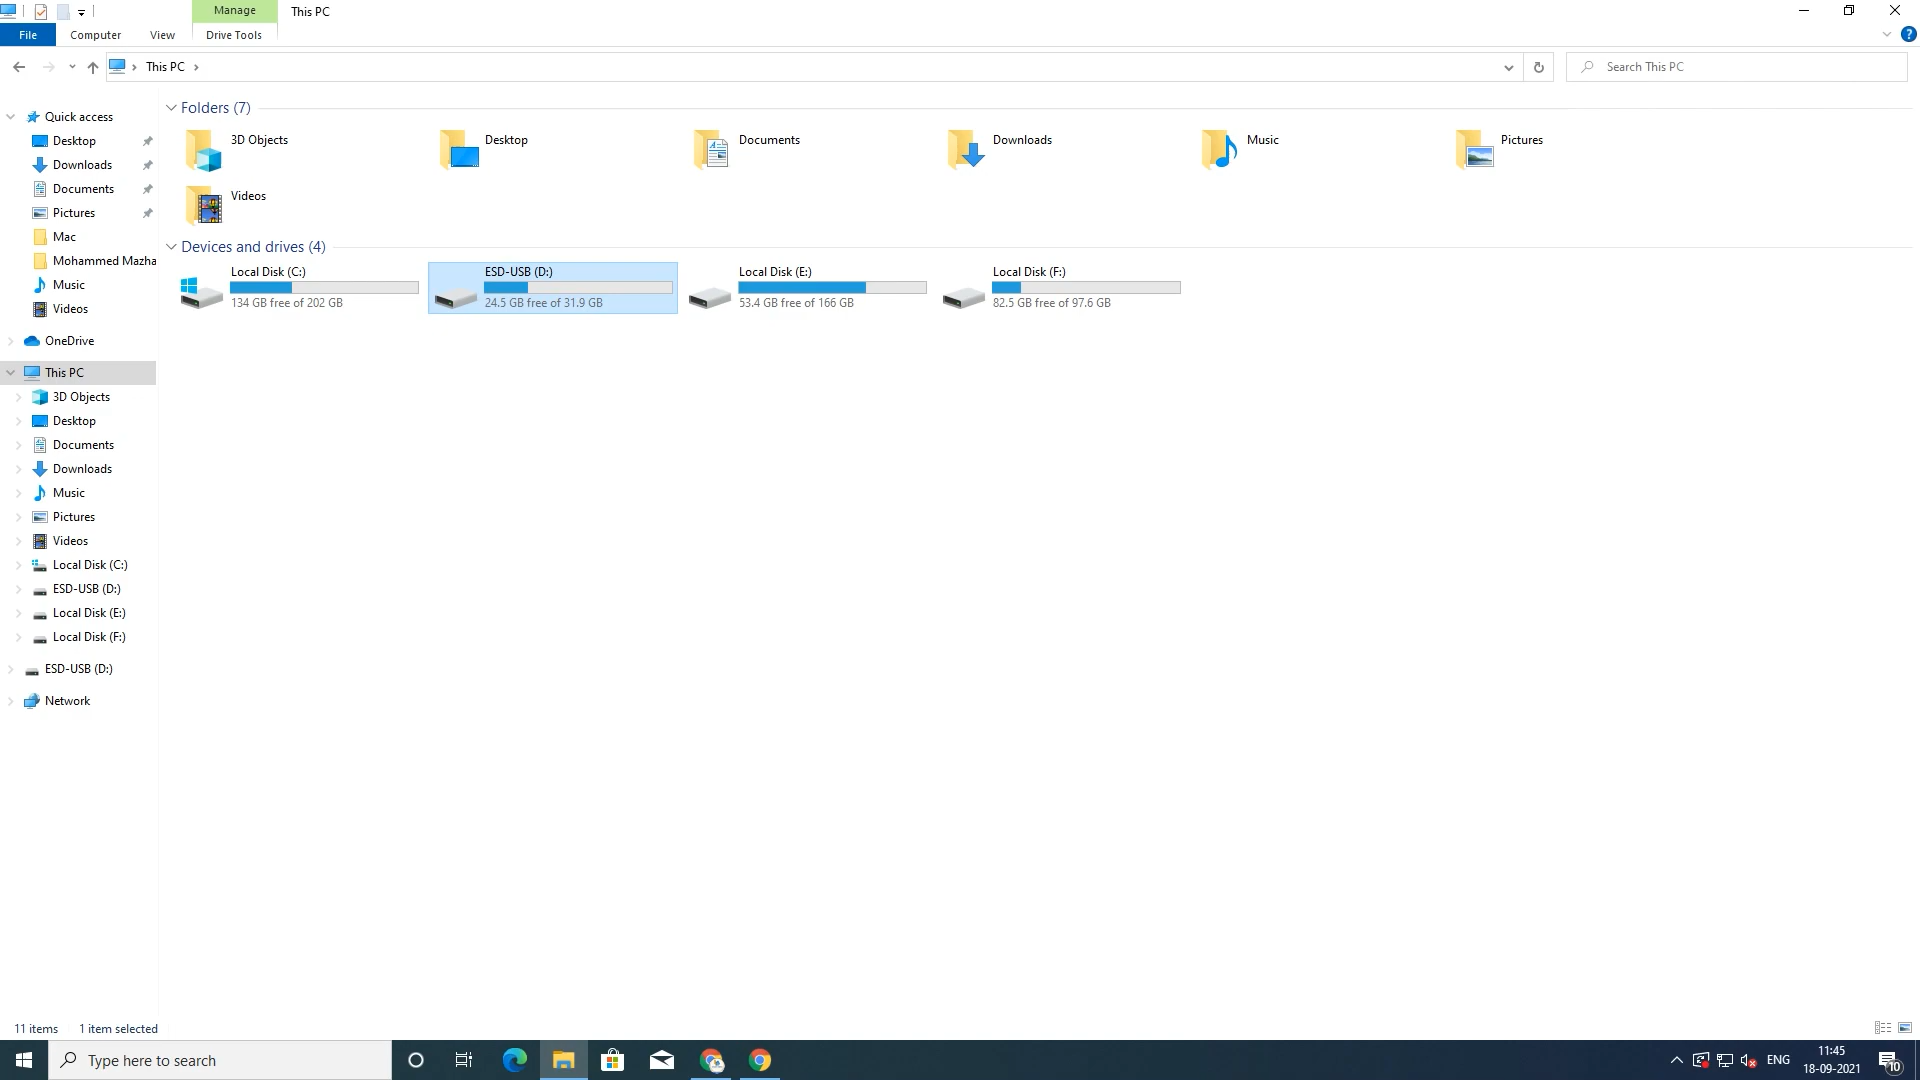 Manage
This PC
File
Computer
View
Drive Tools
?
This PC
Search This PC
Quick access
Desktop
Downloads
Documents
Pictures
Mac
Mohammed Mazha
Music
Videos
OneDrive
This PC
3D Objects
Desktop
Documents
Downloads
Music
Pictures
Videos
Local Disk (C:)
ESD-USB (D:)
Local Disk (E:)
Local Disk (F:)
ESD-USB (D:)
Network
Folders (7)
3D Objects
Desktop
Documents
Downloads
Music
Pictures
Videos
Devices and drives (4)
Local Disk (C:)
134 GB free of 202 GB
ESD-USB (D:)
24.5 GB free of 31.9 GB
Local Disk (E:)
53.4 GB free of 166 GB
Local Disk (F:)
82.5 GB free of 97.6 GB
11 items
1 item selected
Type here to search
ENG
11:45
18-09-2021
10